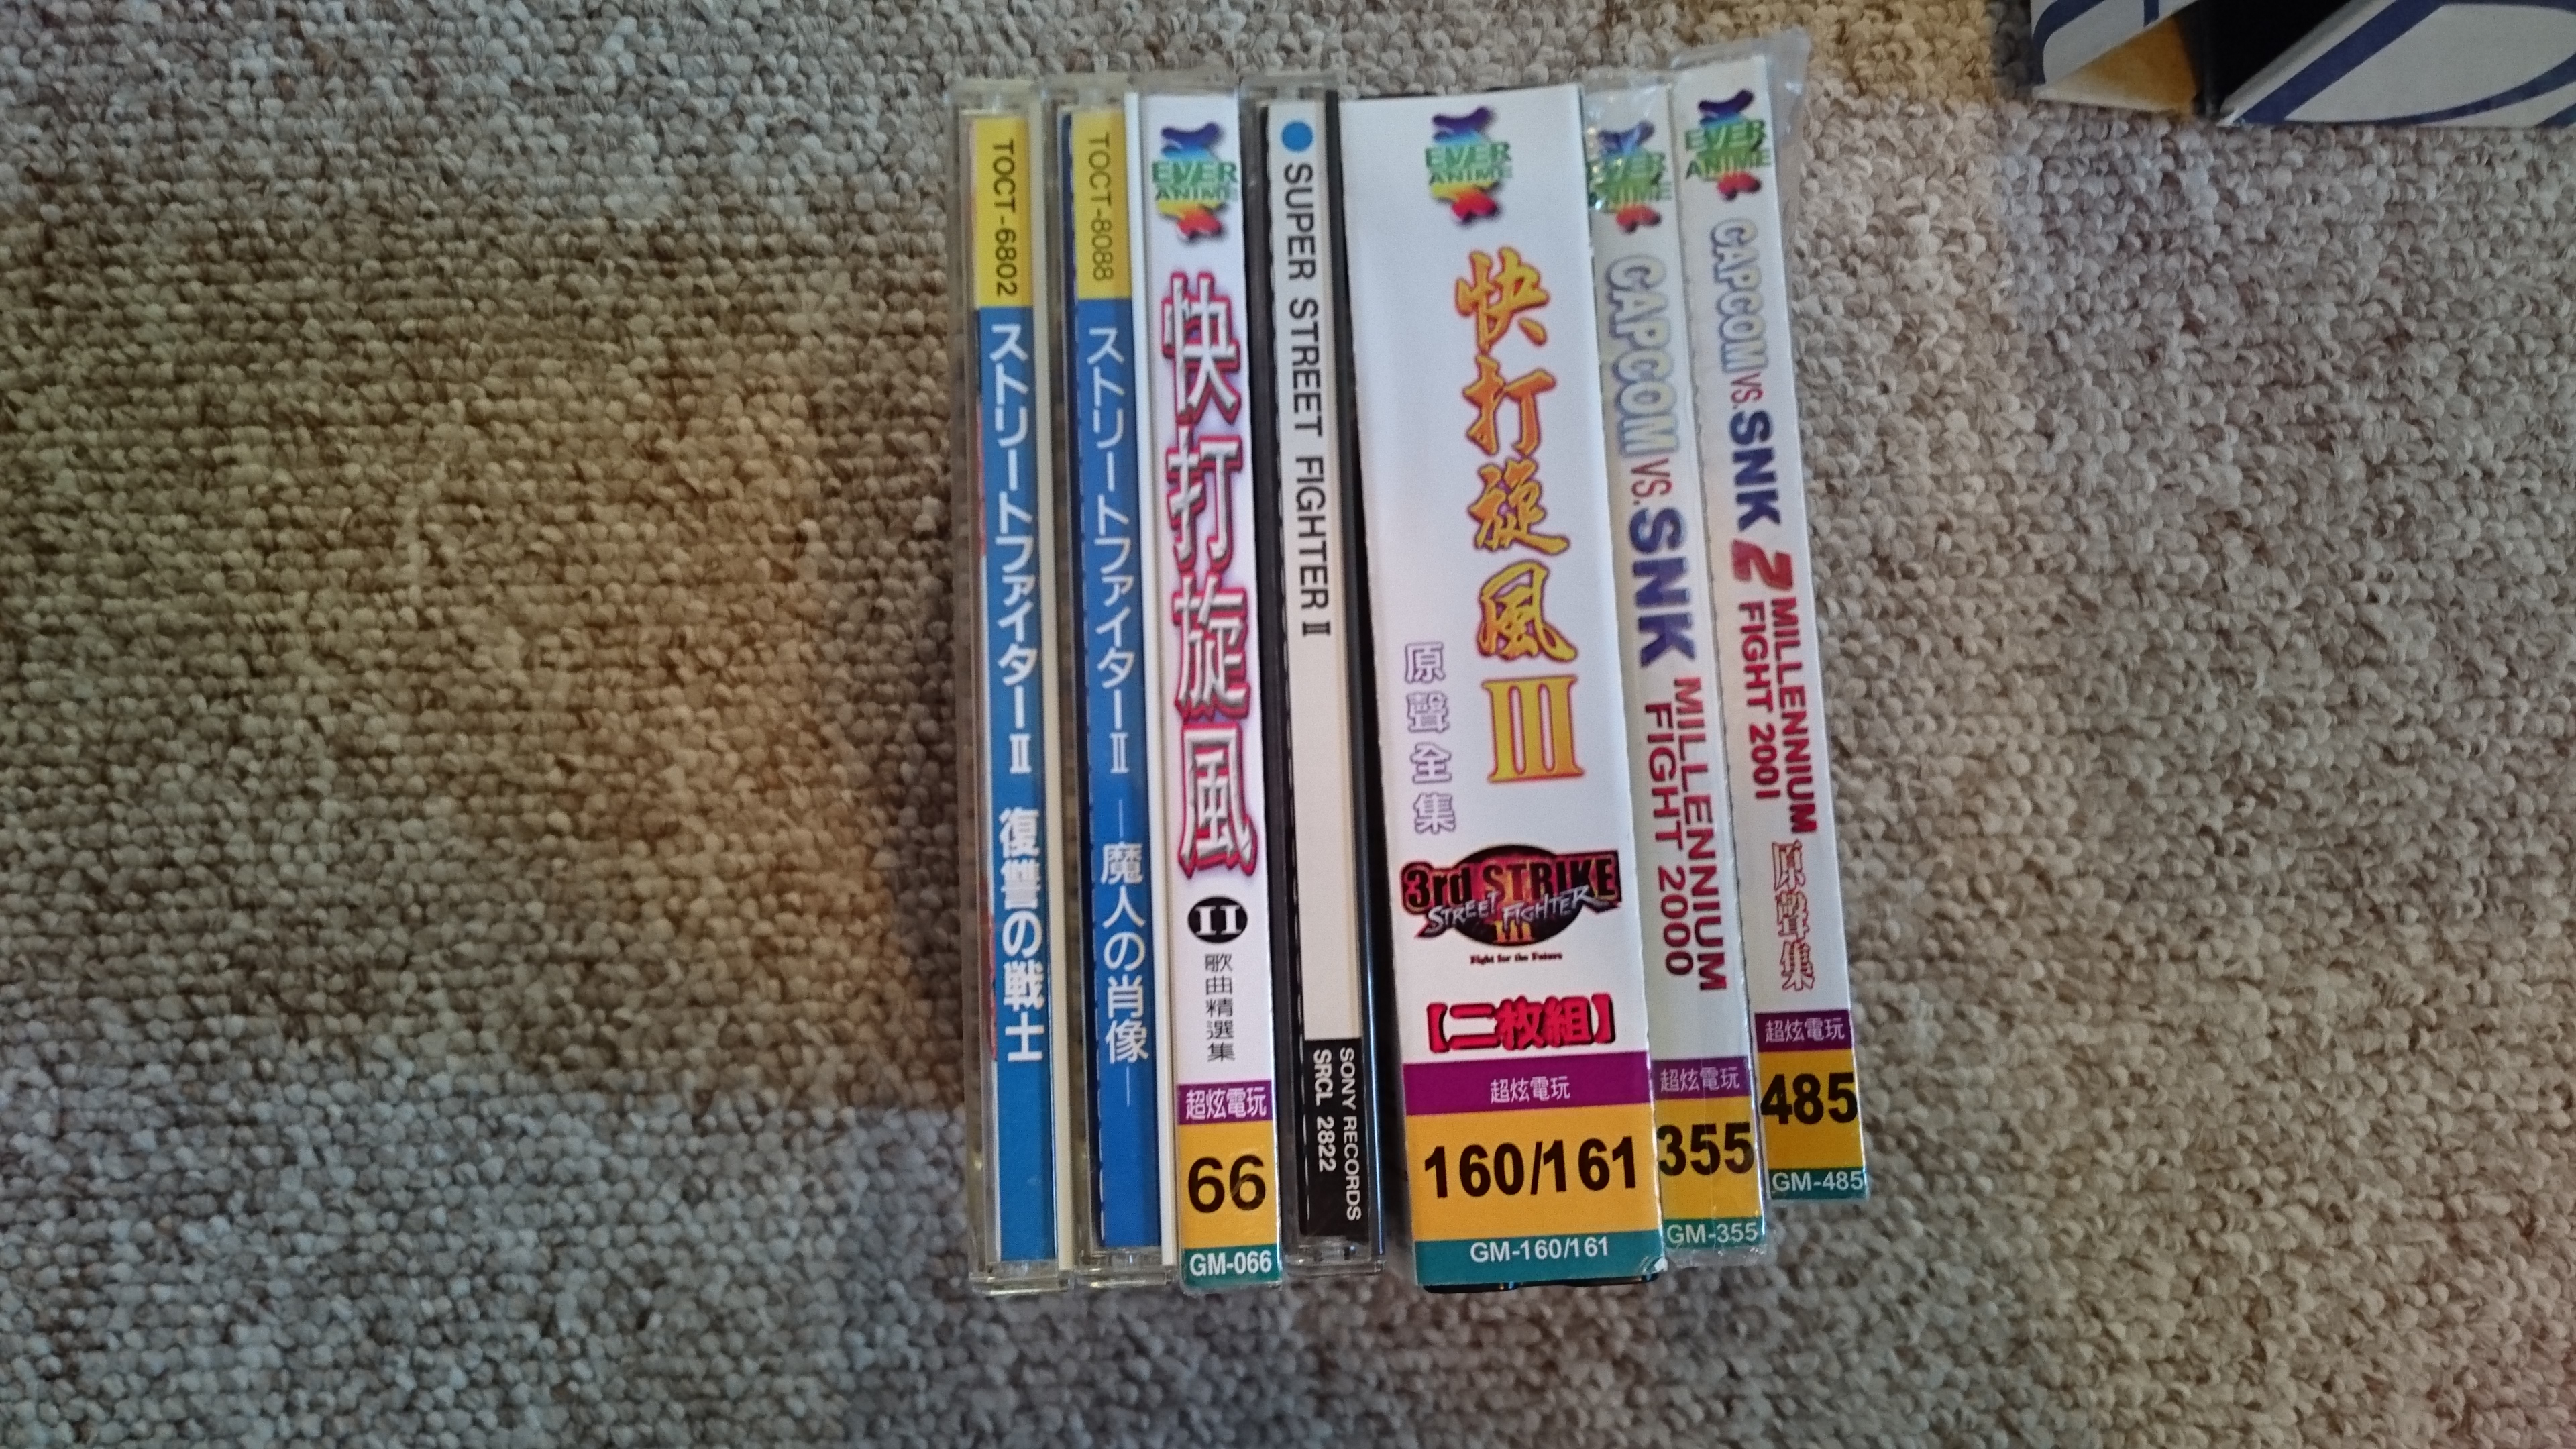 TOCT-6802
ストリートファイターⅡ 復讐の戦士
TOCT-8088
ストリートファイターⅡ ―魔人の肖像―
EVER
ANIME
快打旋風
II
歌曲精選集
超炫電玩
66
GM-066
SUPER STREET FIGHTER Ⅱ
SONY RECORDS
SRCL 2822
EVER
ANIME
快打旋風III
原聲全集
3rd STRIKE
STREET FIGHTER
III
Fight for the Future
【二枚組】
超炫電玩
160/161
GM-160/161
EVER
ANIME
CAPCOM VS. SNK
MILLENNIUM
FIGHT 2000
超炫電玩
355
GM-355
EVER
ANIME
CAPCOM VS. SNK 2
MILLENNIUM
FIGHT 2001
原聲集
超炫電玩
485
GM-485